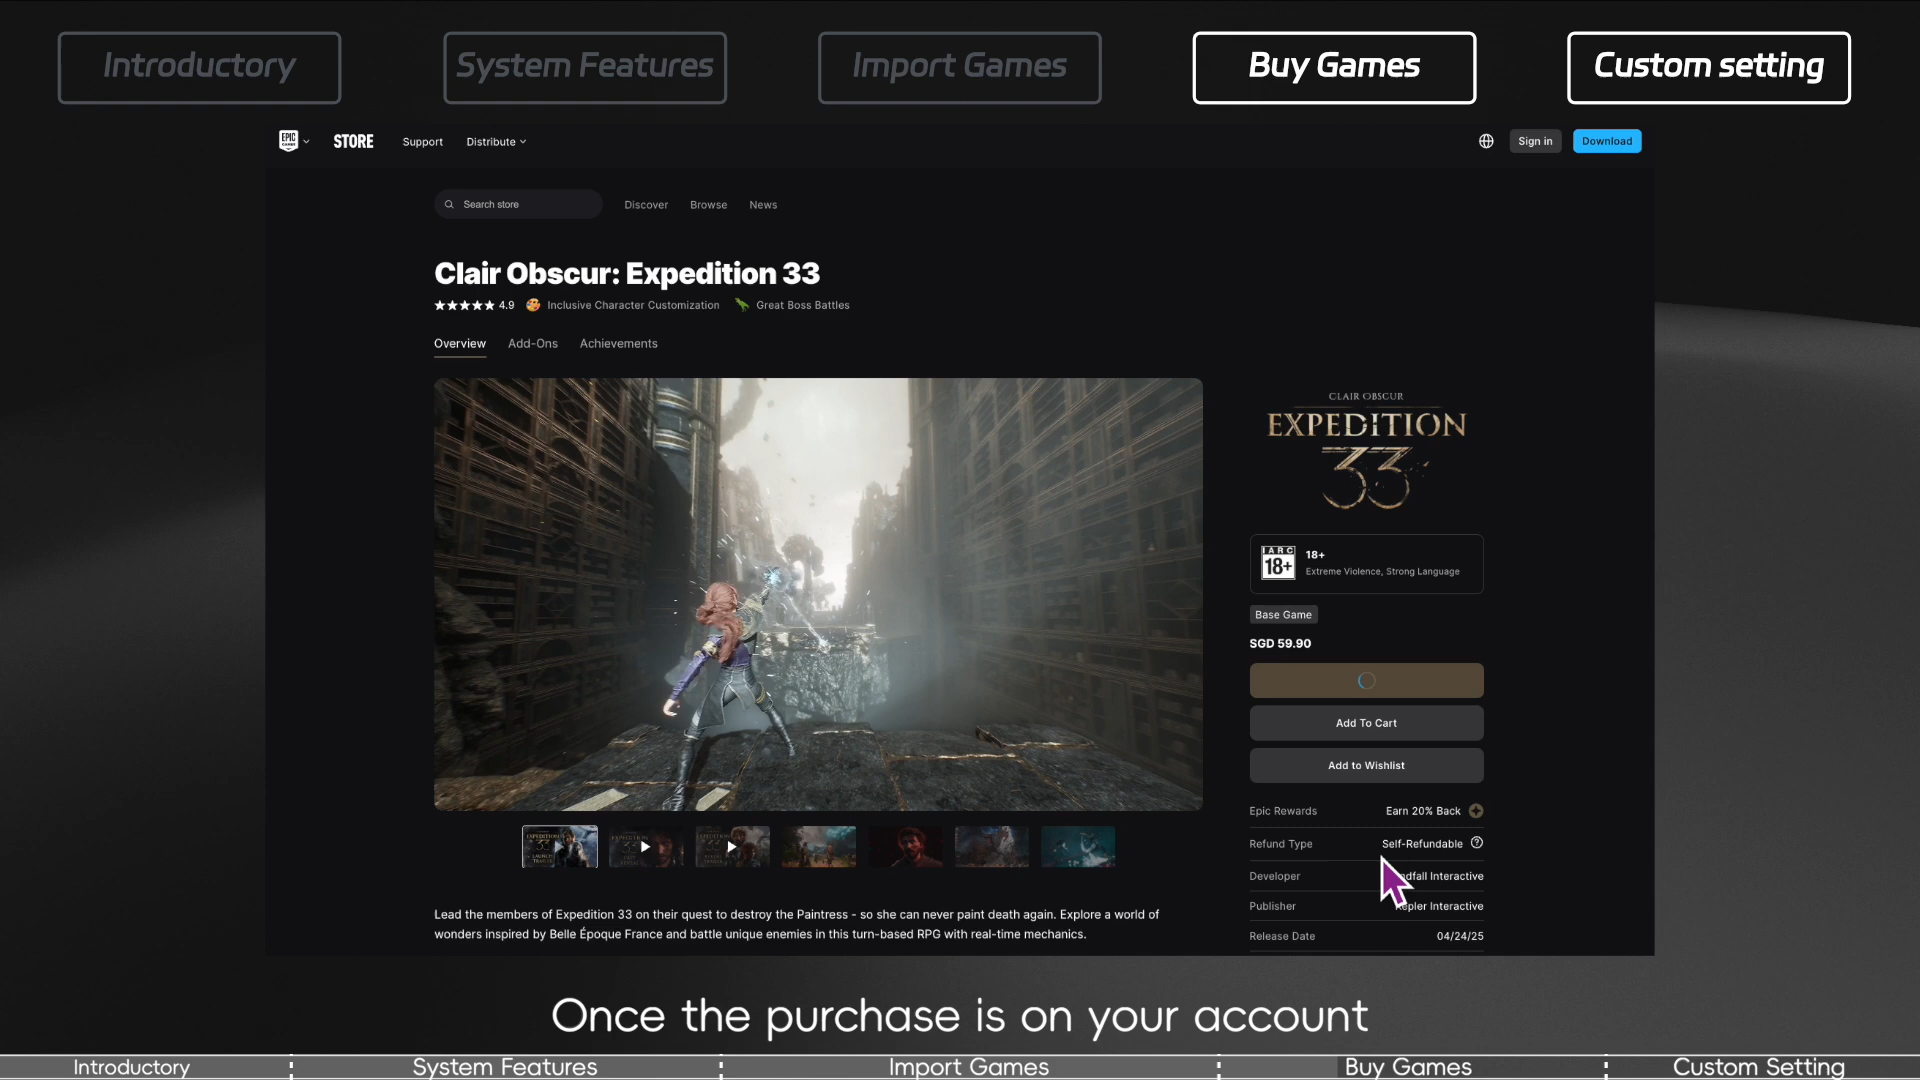 Introductory
System Features
Import Games
Buy Games
Custom setting
EPIC
GAMES
STORE
Support
Distribute
Sign in
Download
Search store
Discover
Browse
News
Clair Obscur: Expedition 33
4.9
Inclusive Character Customization
Great Boss Battles
Overview
Add-Ons
Achievements
CLAIR OBSCUR
EXPEDITION
33
IARC
18+
18+
Extreme Violence, Strong Language
Base Game
SGD 59.90
Add To Cart
Add to Wishlist
Epic Rewards
Earn 20% Back
Refund Type
Self-Refundable
Developer
Interactive
Publisher
Interactive
Release Date
04/24/25
Lead the members of Expedition 33 on their quest to destroy the Paintress - so she can never paint death again. Explore a world of
wonders inspired by Belle Époque France and battle unique enemies in this turn-based RPG with real-time mechanics.
Once the purchase is on your account
Introductory
System Features
Import Games
Buy Games
Custom Setting